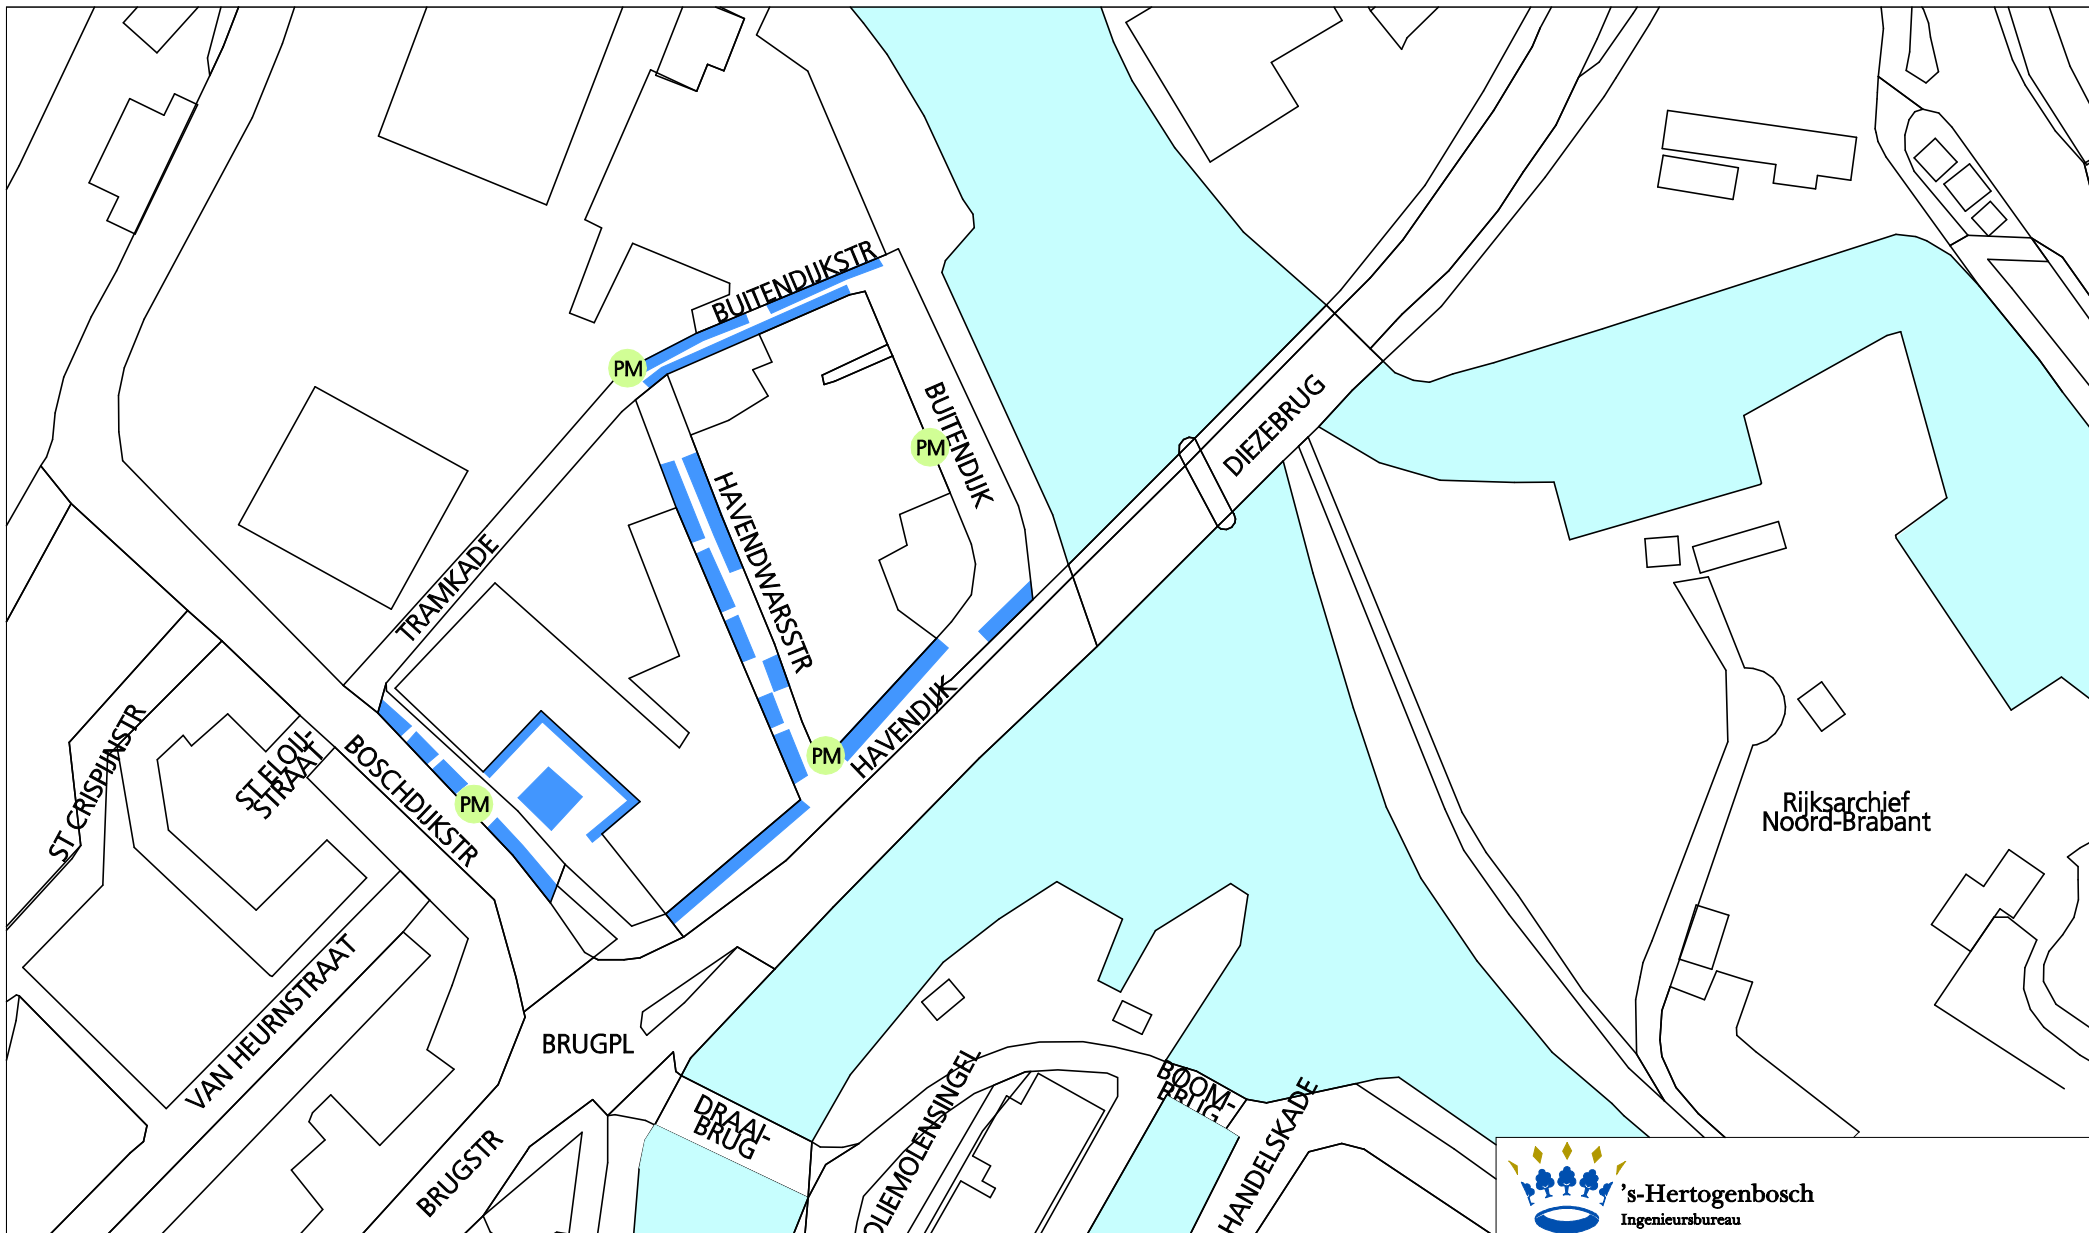 BUITENDIJKSTR
PM
BUITENDIJK
PM
DIEZEBRUG
HAVENDWARSSTR
TRAMKADE
HAVENDIJK
PM
PM
BOSCHDIJKSTR
ST ELOU-
STRAAT
ST CRISPIJNSTR
Rijksarchief
Noord-Brabant
VAN HEURNSTRAAT
BRUGPL
DRAAI-
BRUG
BOOM-
BRUG
OLIEMOLENSINGEL
HANDELSKADE
BRUGSTR
's-Hertogenbosch
Ingenieursbureau